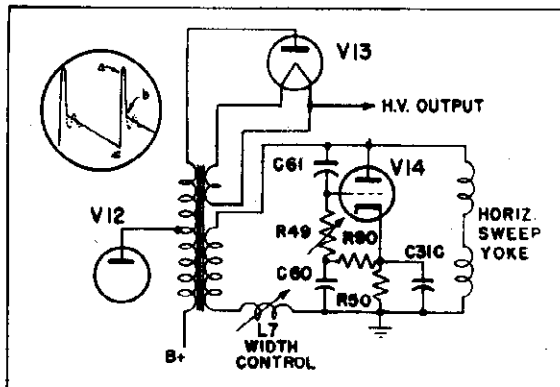 V13
a
b
a
H.V. OUTPUT
C61
V14
V12
R49
R90
HORIZ.
SWEEP
YOKE
C31C
C60
R50
L7
WIDTH
CONTROL
B+